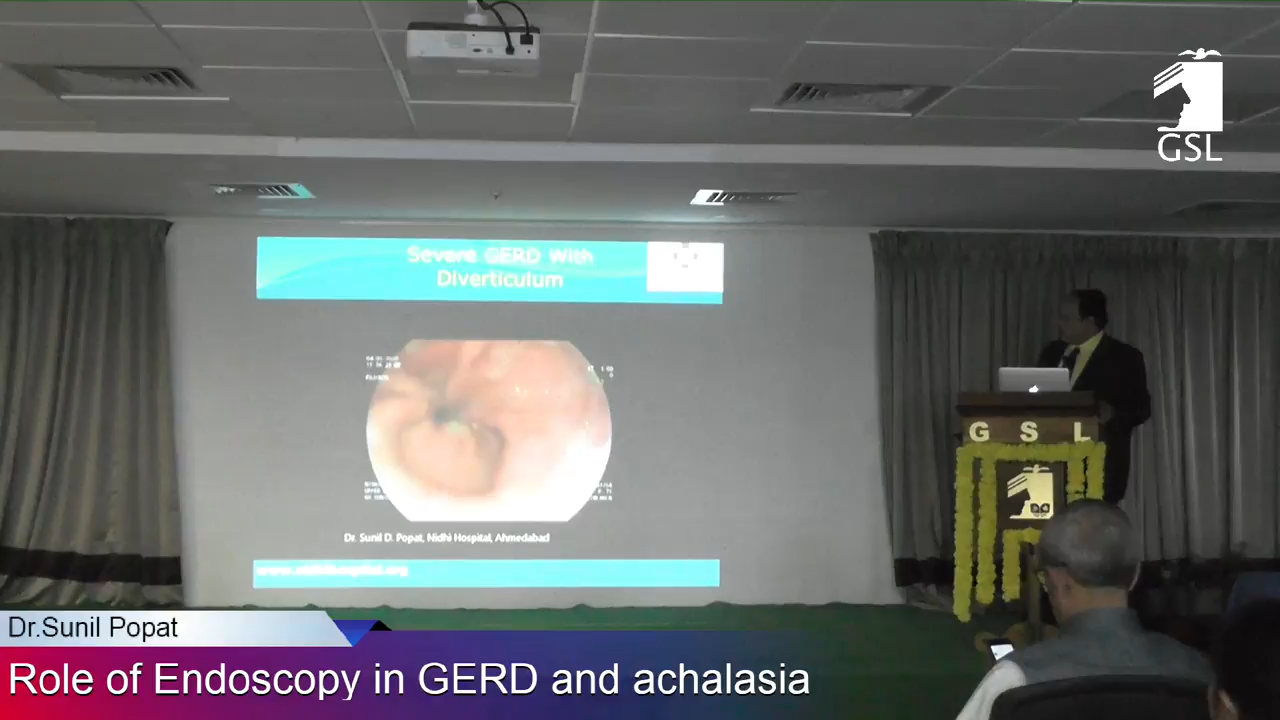 GSL
Severe GERD With
Diverticulum
Dr. Sunil D. Popat, Nidhi Hospital, Ahmedabad
G S L
Dr.Sunil Popat
Role of Endoscopy in GERD and achalasia